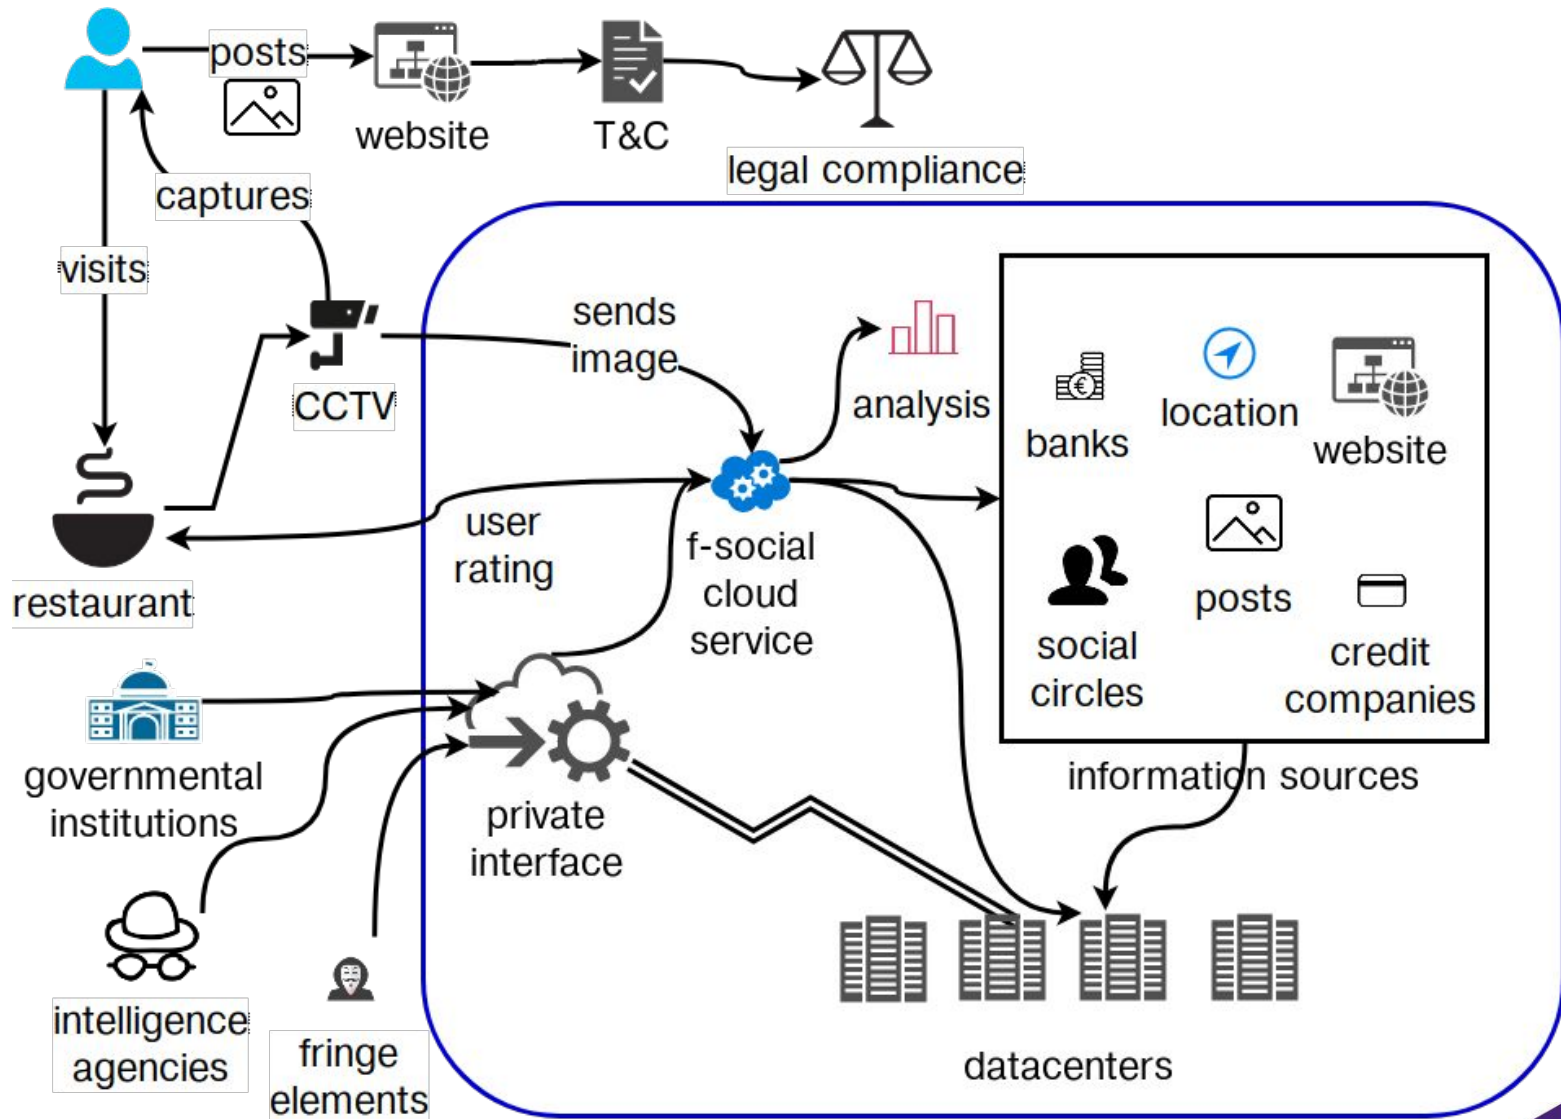 posts
website
T&C
legal compliance
captures
visits
sends
image
CCTV
analysis
banks
location
website
user
rating
f-social
cloud
service
restaurant
posts
social
circles
credit
companies
governmental
institutions
information sources
private
interface
intelligence
agencies
fringe
elements
datacenters